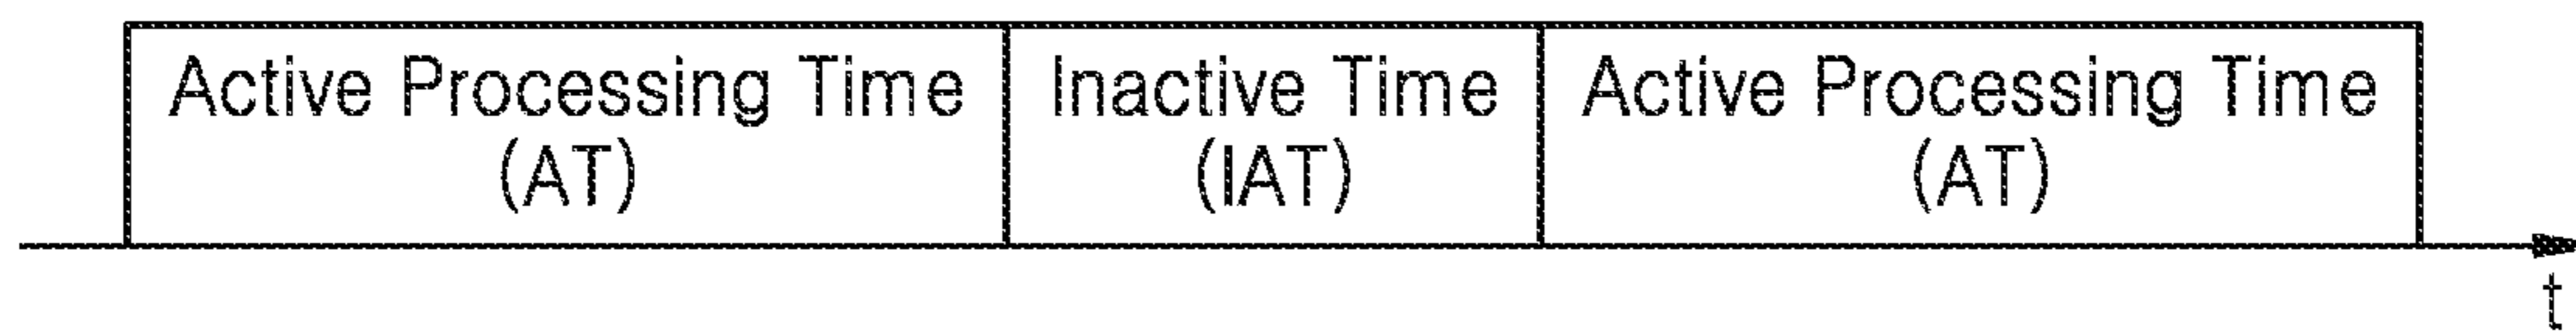 Active Processing Time
(AT)
Inactive Time
(IAT)
Active Processing Time
(AT)
t